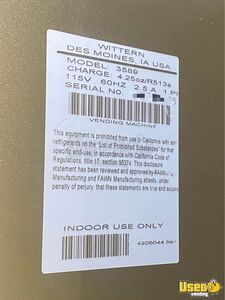 WITTERN
DES MOINES, IA USA
MODEL: 3589
CHARGE: 4.25oz/R513a
115V 60HZ 2.5 A 1 P
SERIAL NO.
VENDING MACHINE
This equipment is prohibited from use in California with any
refrigerants on the "List of Prohibited Substances" for that
specific end-use, in accordance with California Code of
Regulations, title 17, section 95374. This disclosure
statement has been reviewed and approved by FAWN
Manufacturing and FAWN Manufacturing attests, under
penalty of perjury, that these statements are true and accurate
INDOOR USE ONLY
4205044
Used
vending